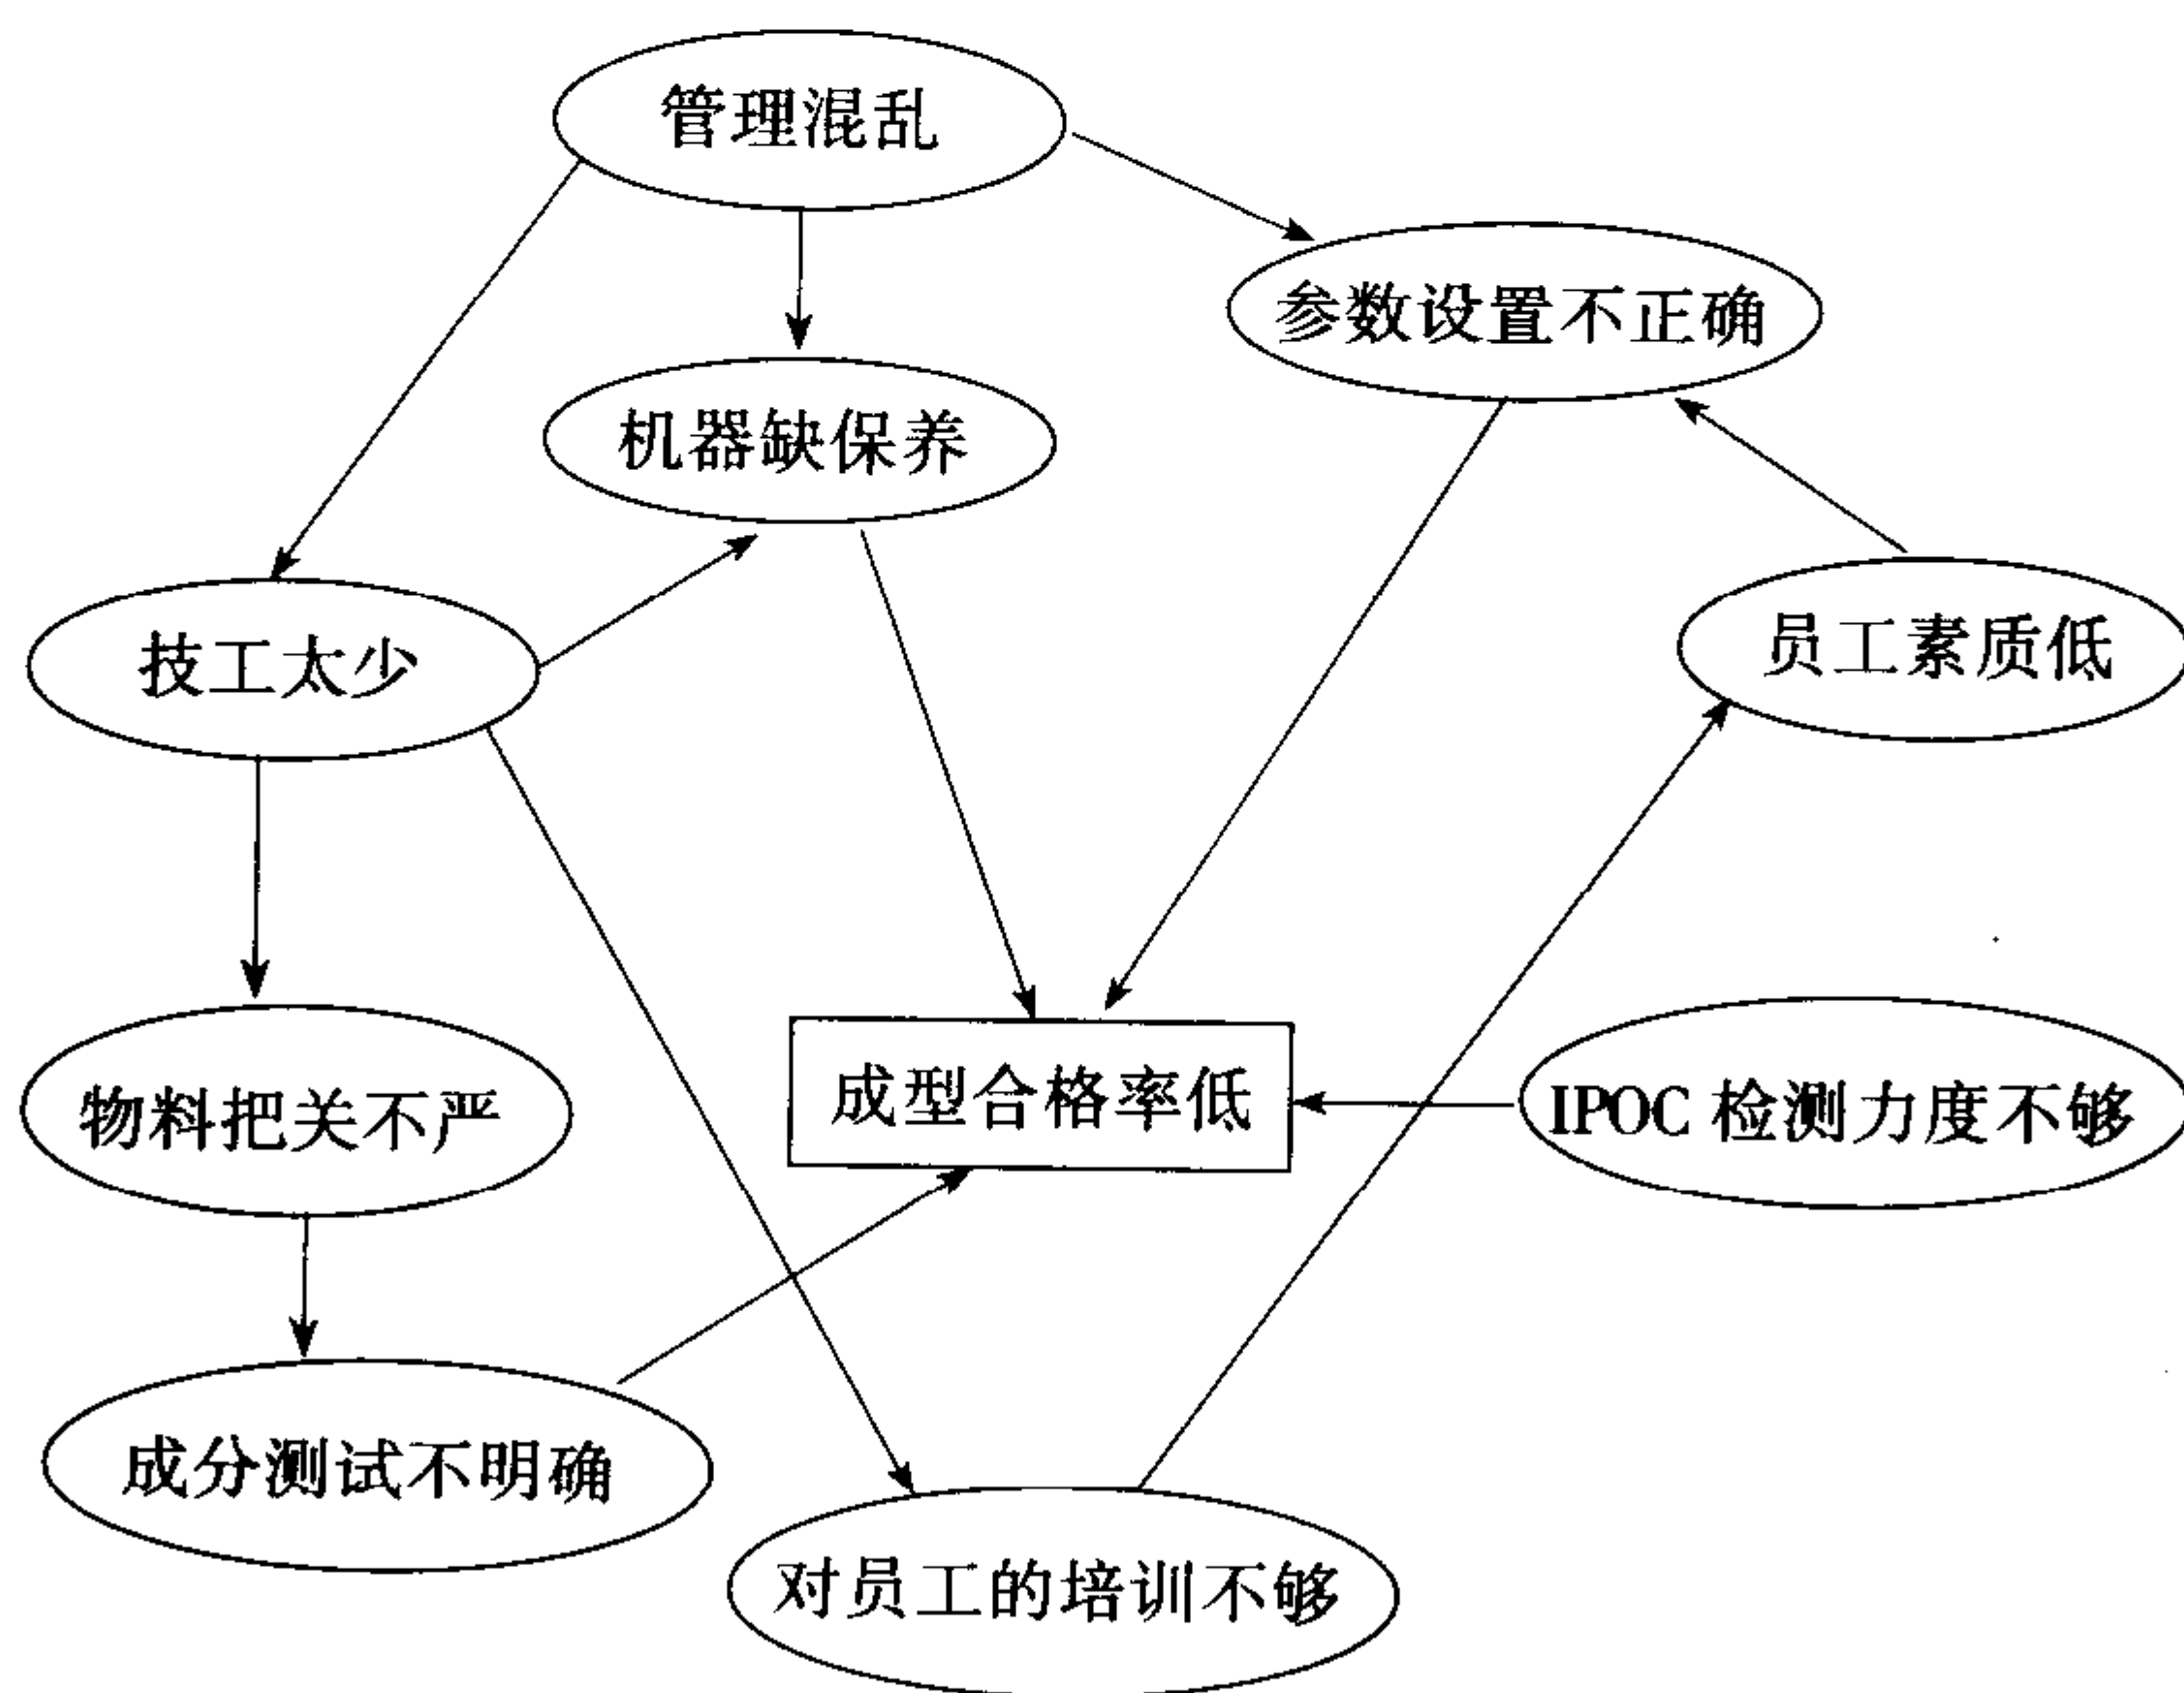 管理混乱
参数设置不正确
机器缺保养
技工太少
员工素质低
物料把关不严
成型合格率低
IPOC 检测力度不够
成分测试不明确
对员工的培训不够